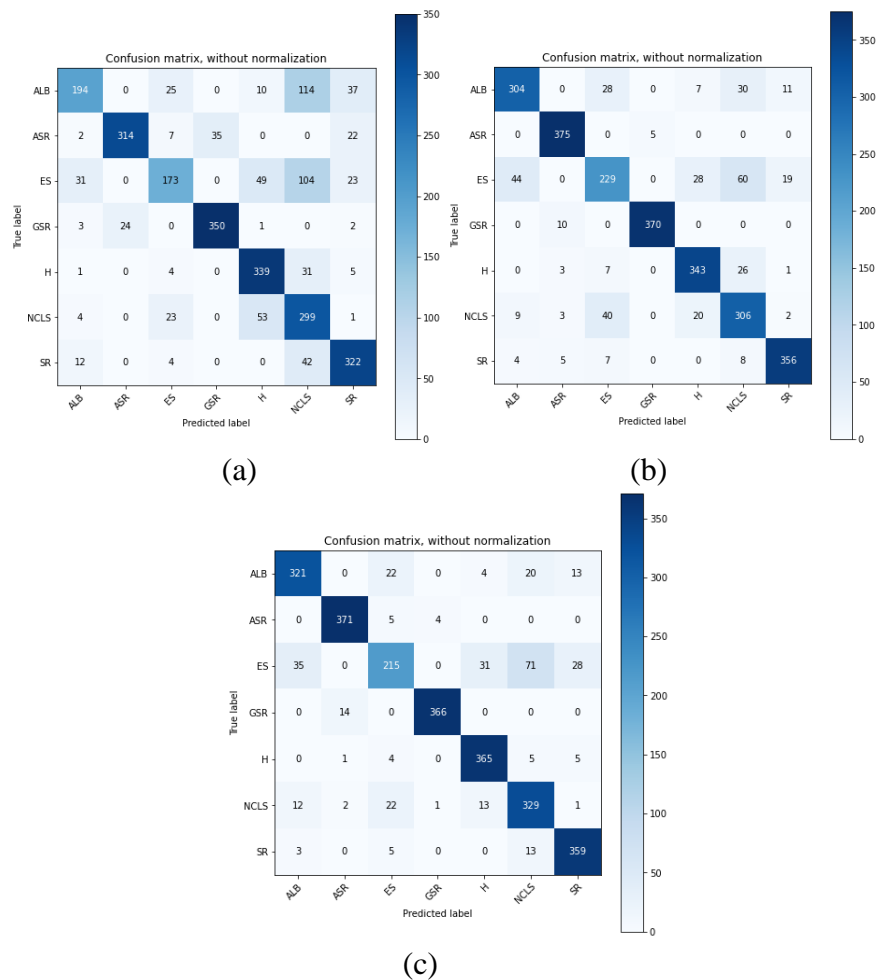 Confusion matrix, without normalization
True label
ALB 194 0 25 0 10 114 37
ASR 2 314 7 35 0 0 22
ES 31 0 173 0 49 104 23
GSR 3 24 0 350 1 0 2
H 1 0 4 0 339 31 5
NCLS 4 0 23 0 53 299 1
SR 12 0 4 0 0 42 322
ALB ASR ES GSR H NCLS SR
Predicted label
350
300
250
200
150
100
50
0
(a)
Confusion matrix, without normalization
True label
ALB 304 0 28 0 7 30 11
ASR 0 375 0 5 0 0 0
ES 44 0 229 0 28 60 19
GSR 0 10 0 370 0 0 0
H 0 3 7 0 343 26 1
NCLS 9 3 40 0 20 306 2
SR 4 5 7 0 0 8 356
ALB ASR ES GSR H NCLS SR
Predicted label
350
300
250
200
150
100
50
0
(b)
Confusion matrix, without normalization
True label
ALB 321 0 22 0 4 20 13
ASR 0 371 5 4 0 0 0
ES 35 0 215 0 31 71 28
GSR 0 14 0 366 0 0 0
H 0 1 4 0 365 5 5
NCLS 12 2 22 1 13 329 1
SR 3 0 5 0 0 13 359
ALB ASR ES GSR H NCLS SR
Predicted label
350
300
250
200
150
100
50
0
(c)